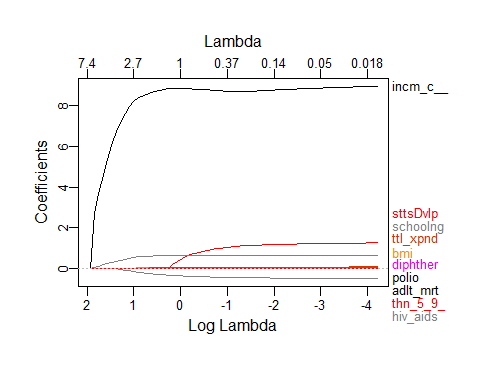 Lambda
7.4 2.7 1 0.37 0.14 0.05 0.018
Coefficients
8
6
4
2
0
incm_c__
sttsDvlp
schoolng
ttl_xpnd
bmi
diphther
polio
adlt_mrt
thn_5_9_
hiv_aids
2 1 0 -1 -2 -3 -4
Log Lambda